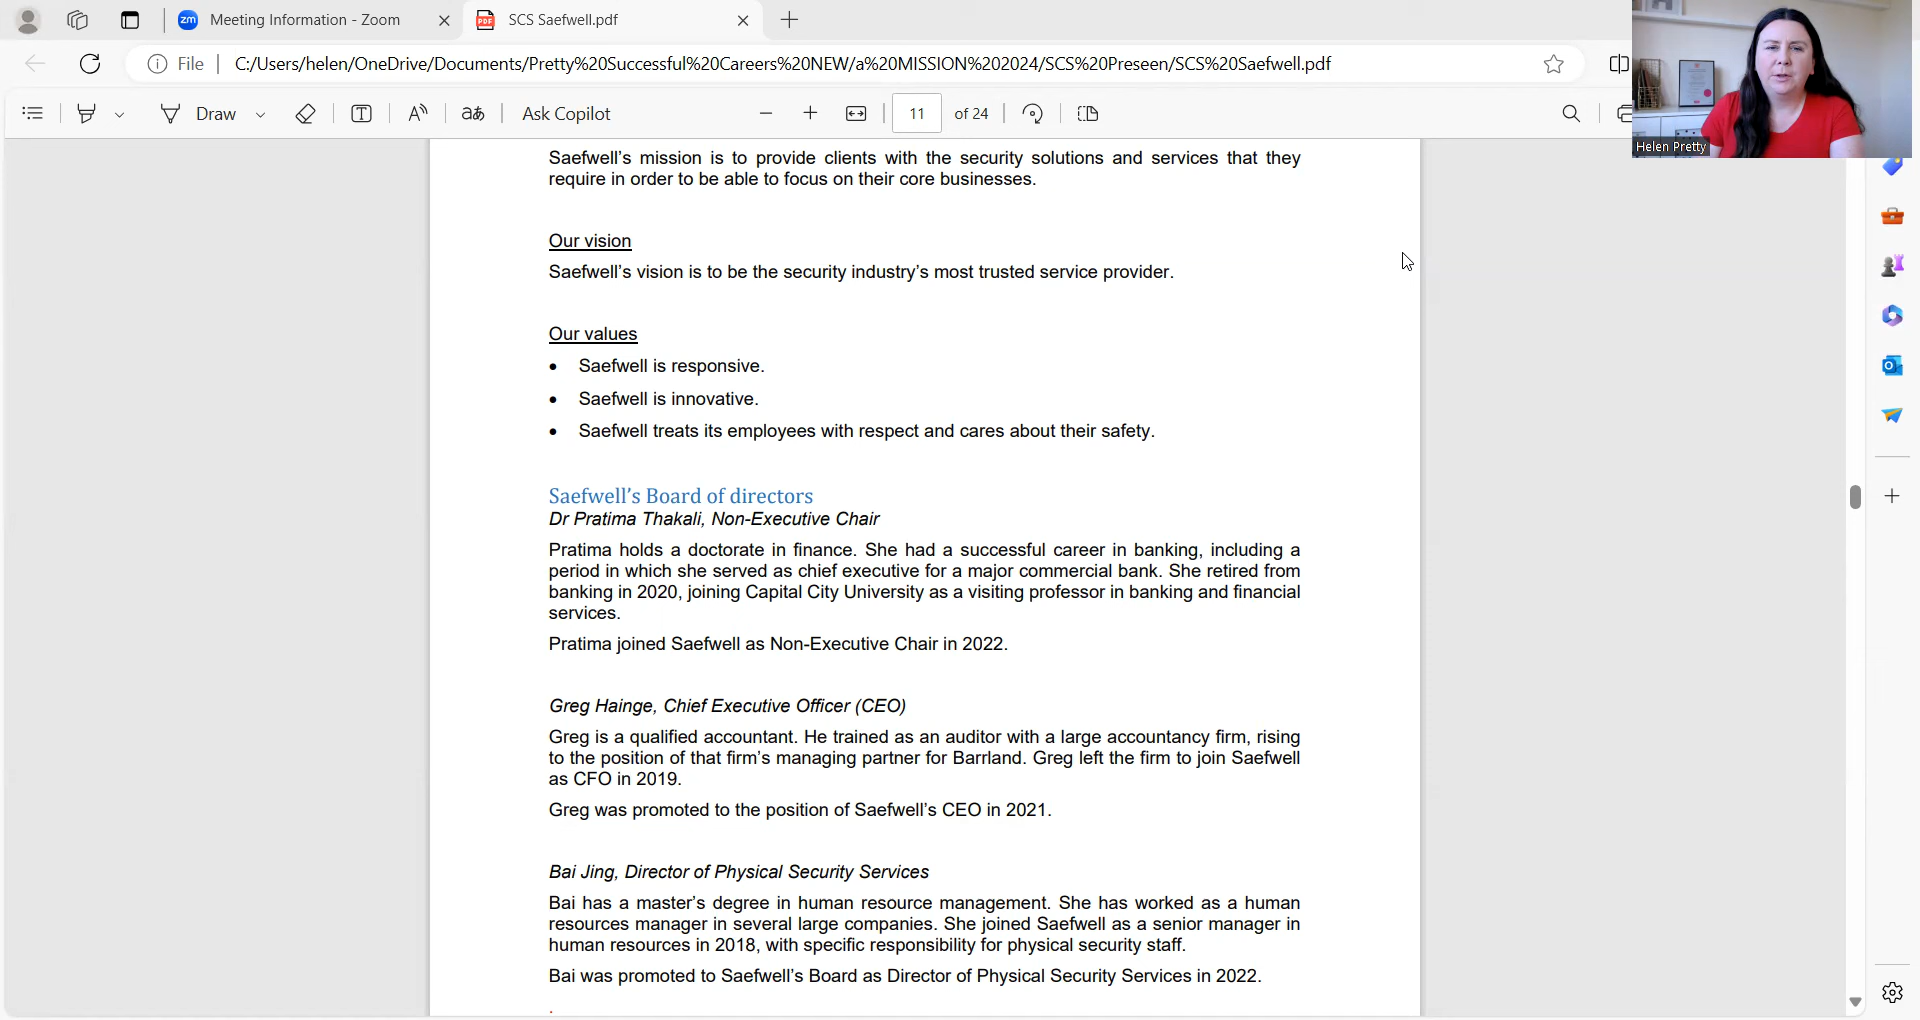 Meeting Information - Zoom
SCS Saefwell.pdf
File
C:/Users/helen/OneDrive/Documents/Pretty%20Successful%20Careers%20NEW/a%20MISSION%202024/SCS%20Preseen/SCS%20Saefwell.pdf
Draw
Ask Copilot
11 of 24
Helen Pretty
Saefwell's mission is to provide clients with the security solutions and services that they
require in order to be able to focus on their core businesses.
Our vision
Saefwell's vision is to be the security industry's most trusted service provider.
Our values
• Saefwell is responsive.
• Saefwell is innovative.
• Saefwell treats its employees with respect and cares about their safety.
Saefwell's Board of directors
Dr Pratima Thakali, Non-Executive Chair
Pratima holds a doctorate in finance. She had a successful career in banking, including a
period in which she served as chief executive for a major commercial bank. She retired from
banking in 2020, joining Capital City University as a visiting professor in banking and financial
services.
Pratima joined Saefwell as Non-Executive Chair in 2022.
Greg Hainge, Chief Executive Officer (CEO)
Greg is a qualified accountant. He trained as an auditor with a large accountancy firm, rising
to the position of that firm's managing partner for Barrland. Greg left the firm to join Saefwell
as CFO in 2019.
Greg was promoted to the position of Saefwell's CEO in 2021.
Bai Jing, Director of Physical Security Services
Bai has a master's degree in human resource management. She has worked as a human
resources manager in several large companies. She joined Saefwell as a senior manager in
human resources in 2018, with specific responsibility for physical security staff.
Bai was promoted to Saefwell's Board as Director of Physical Security Services in 2022.